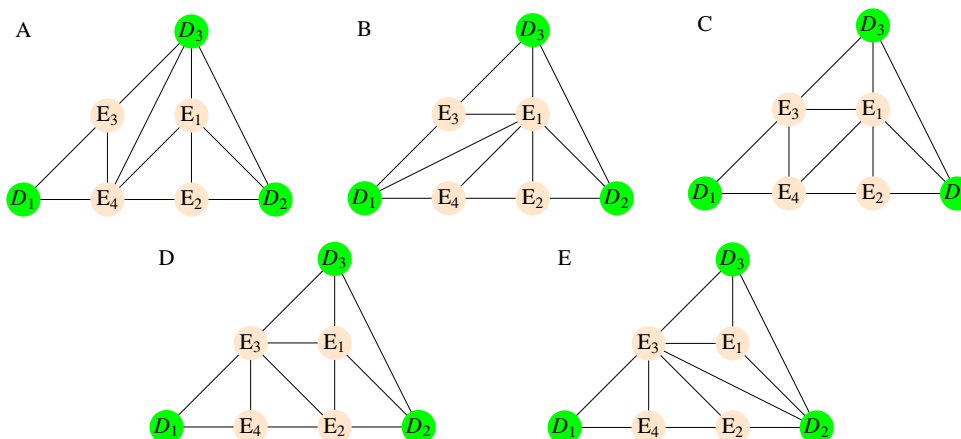 A
D₃
E₃
E₁
D₁
E₄
E₂
D₂
B
D₃
E₃
E₁
D₁
E₄
E₂
D₂
C
D₃
E₃
E₁
D₁
E₄
E₂
D
D
D₃
E₃
E₁
D₁
E₄
E₂
D₂
E
D₃
E₃
E₁
D₁
E₄
E₂
D₂